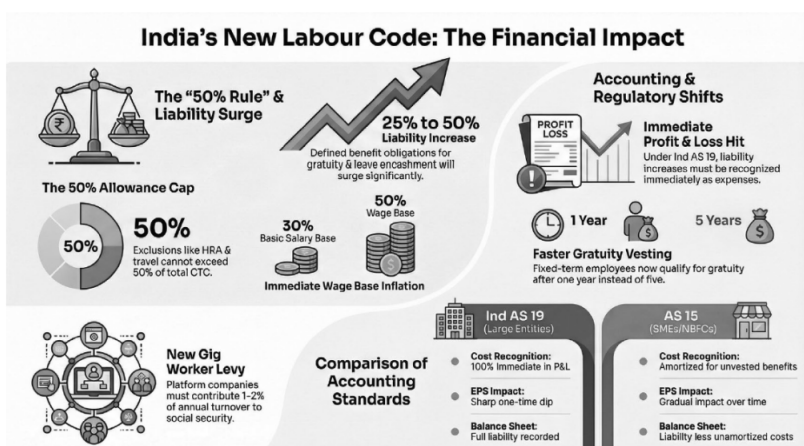 India's New Labour Code: The Financial Impact
The "50% Rule" &
Liability Surge
25% to 50%
Liability Increase
Defined benefit obligations for
gratuity & leave encashment will
surge significantly.
The 50% Allowance Cap
50%
50%
Exclusions like HRA &
travel cannot exceed
50% of total CTC.
30%
Basic Salary Base
50%
Wage Base
Immediate Wage Base Inflation
Accounting &
Regulatory Shifts
PROFIT
LOSS
Immediate
Profit & Loss Hit
Under Ind AS 19, liability
increases must be recognized
immediately as expenses.
1 Year
5 Years
Faster Gratuity Vesting
Fixed-term employees now qualify for gratuity
after one year instead of five.
New Gig
Worker Levy
Platform companies
must contribute 1-2%
of annual turnover to
social security.
Comparison of
Accounting
Standards
Ind AS 19
(Large Entities)
Cost Recognition:
100% Immediate in P&L
EPS Impact:
Sharp one-time dip
Balance Sheet:
Full liability recorded
AS 15
(SMEs/NBFCs)
Cost Recognition:
Amortized for unvested benefits
EPS Impact:
Gradual impact over time
Balance Sheet:
Liability less unamortized costs